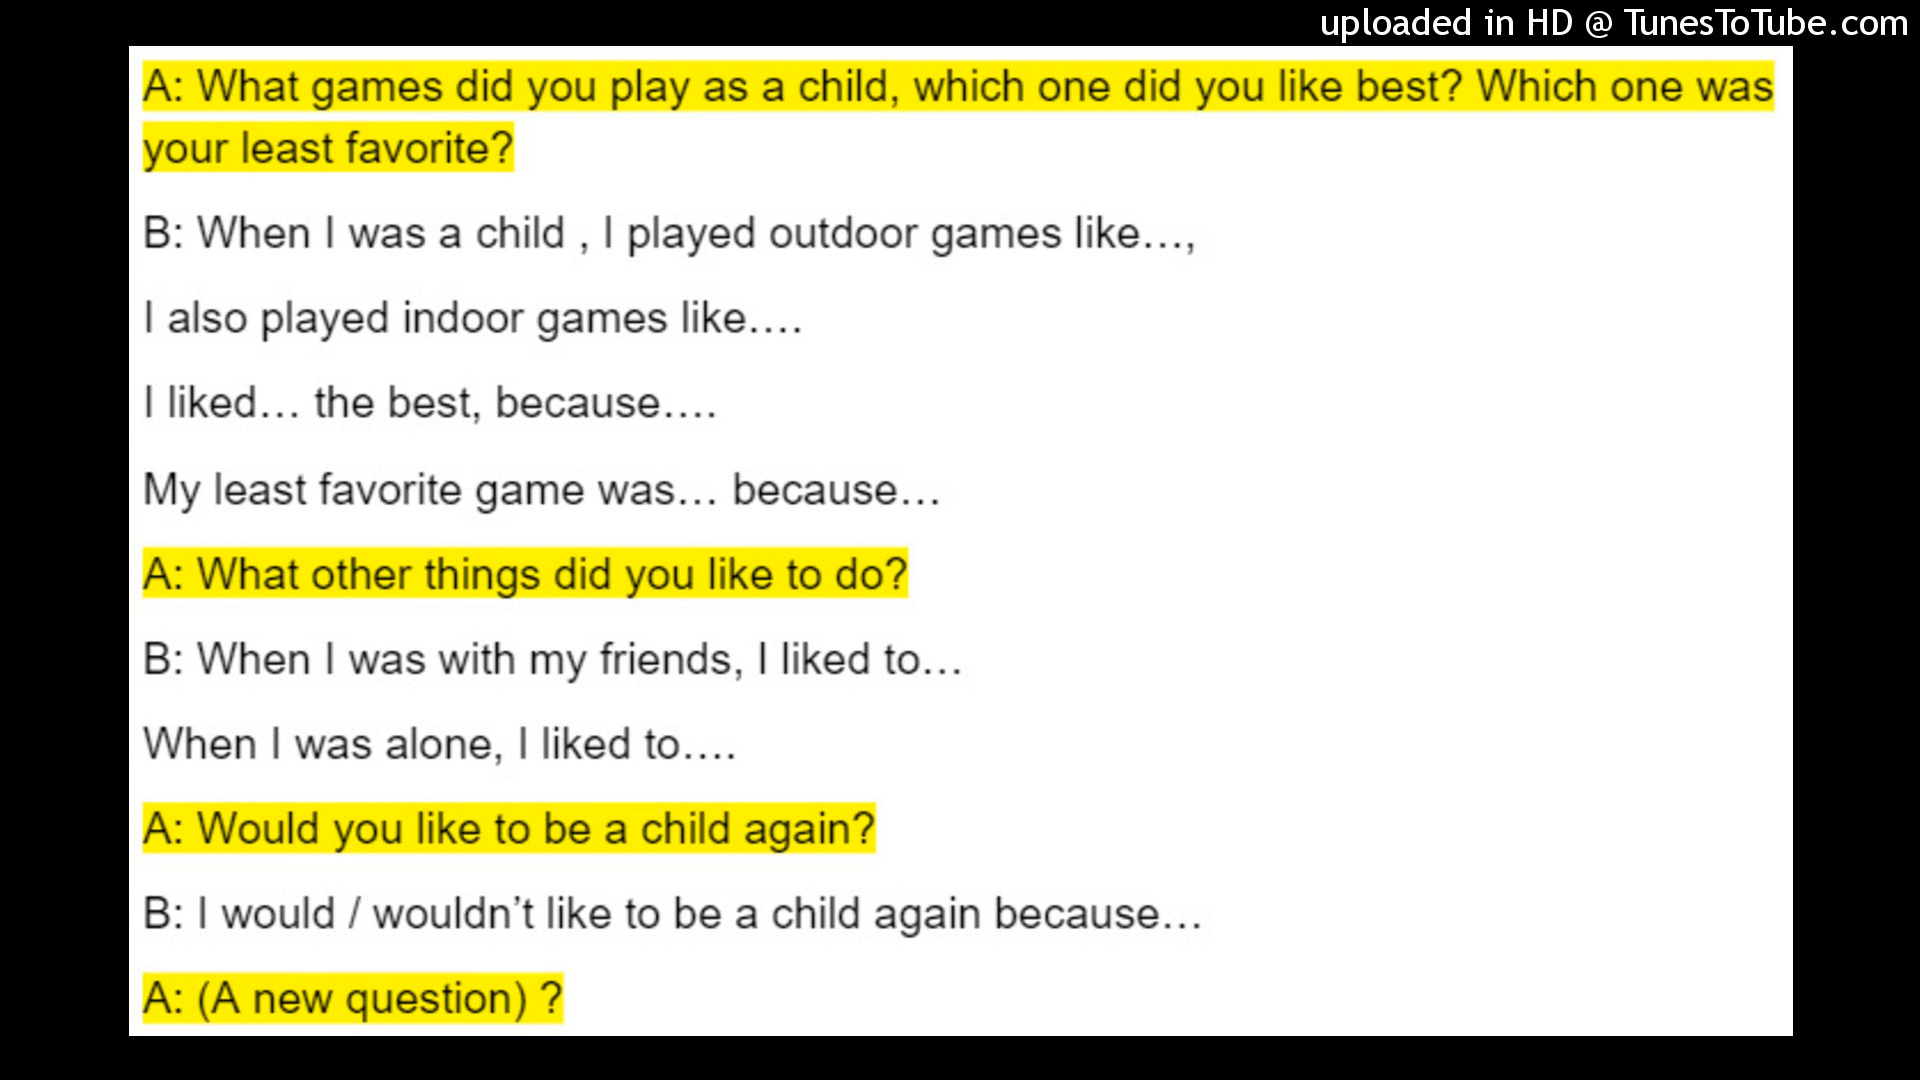 uploaded in HD @ TunesToTube.com
A: What games did you play as a child, which one did you like best? Which one was
your least favorite?
B: When I was a child , I played outdoor games like…,
I also played indoor games like….
I liked… the best, because….
My least favorite game was… because…
A: What other things did you like to do?
B: When I was with my friends, I liked to…
When I was alone, I liked to….
A: Would you like to be a child again?
B: I would / wouldn’t like to be a child again because…
A: (A new question) ?